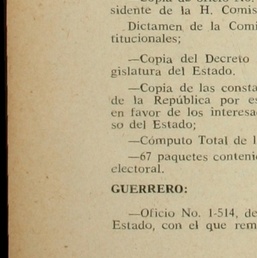 sidente de la H. Comis
Dictamen de la Comi
titucionales;
—Copia del Decreto
gislatura del Estado.
—Copia de las consta
de la República por es
en favor de los interesa
so del Estado;
—Cómputo Total de l
—67 paquetes conteni
electoral.
GUERRERO:
—Oficio No. 1-514, de
Estado, con el que rem